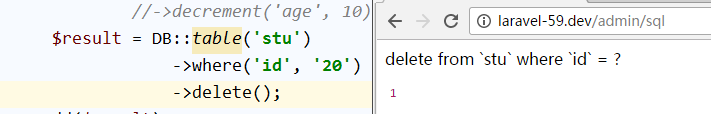 //->decrement('age', 10)
$result = DB::table('stu')
->where('id', '20')
->delete();
laravel-59.dev/admin/sql
delete from `stu` where `id` = ?
1